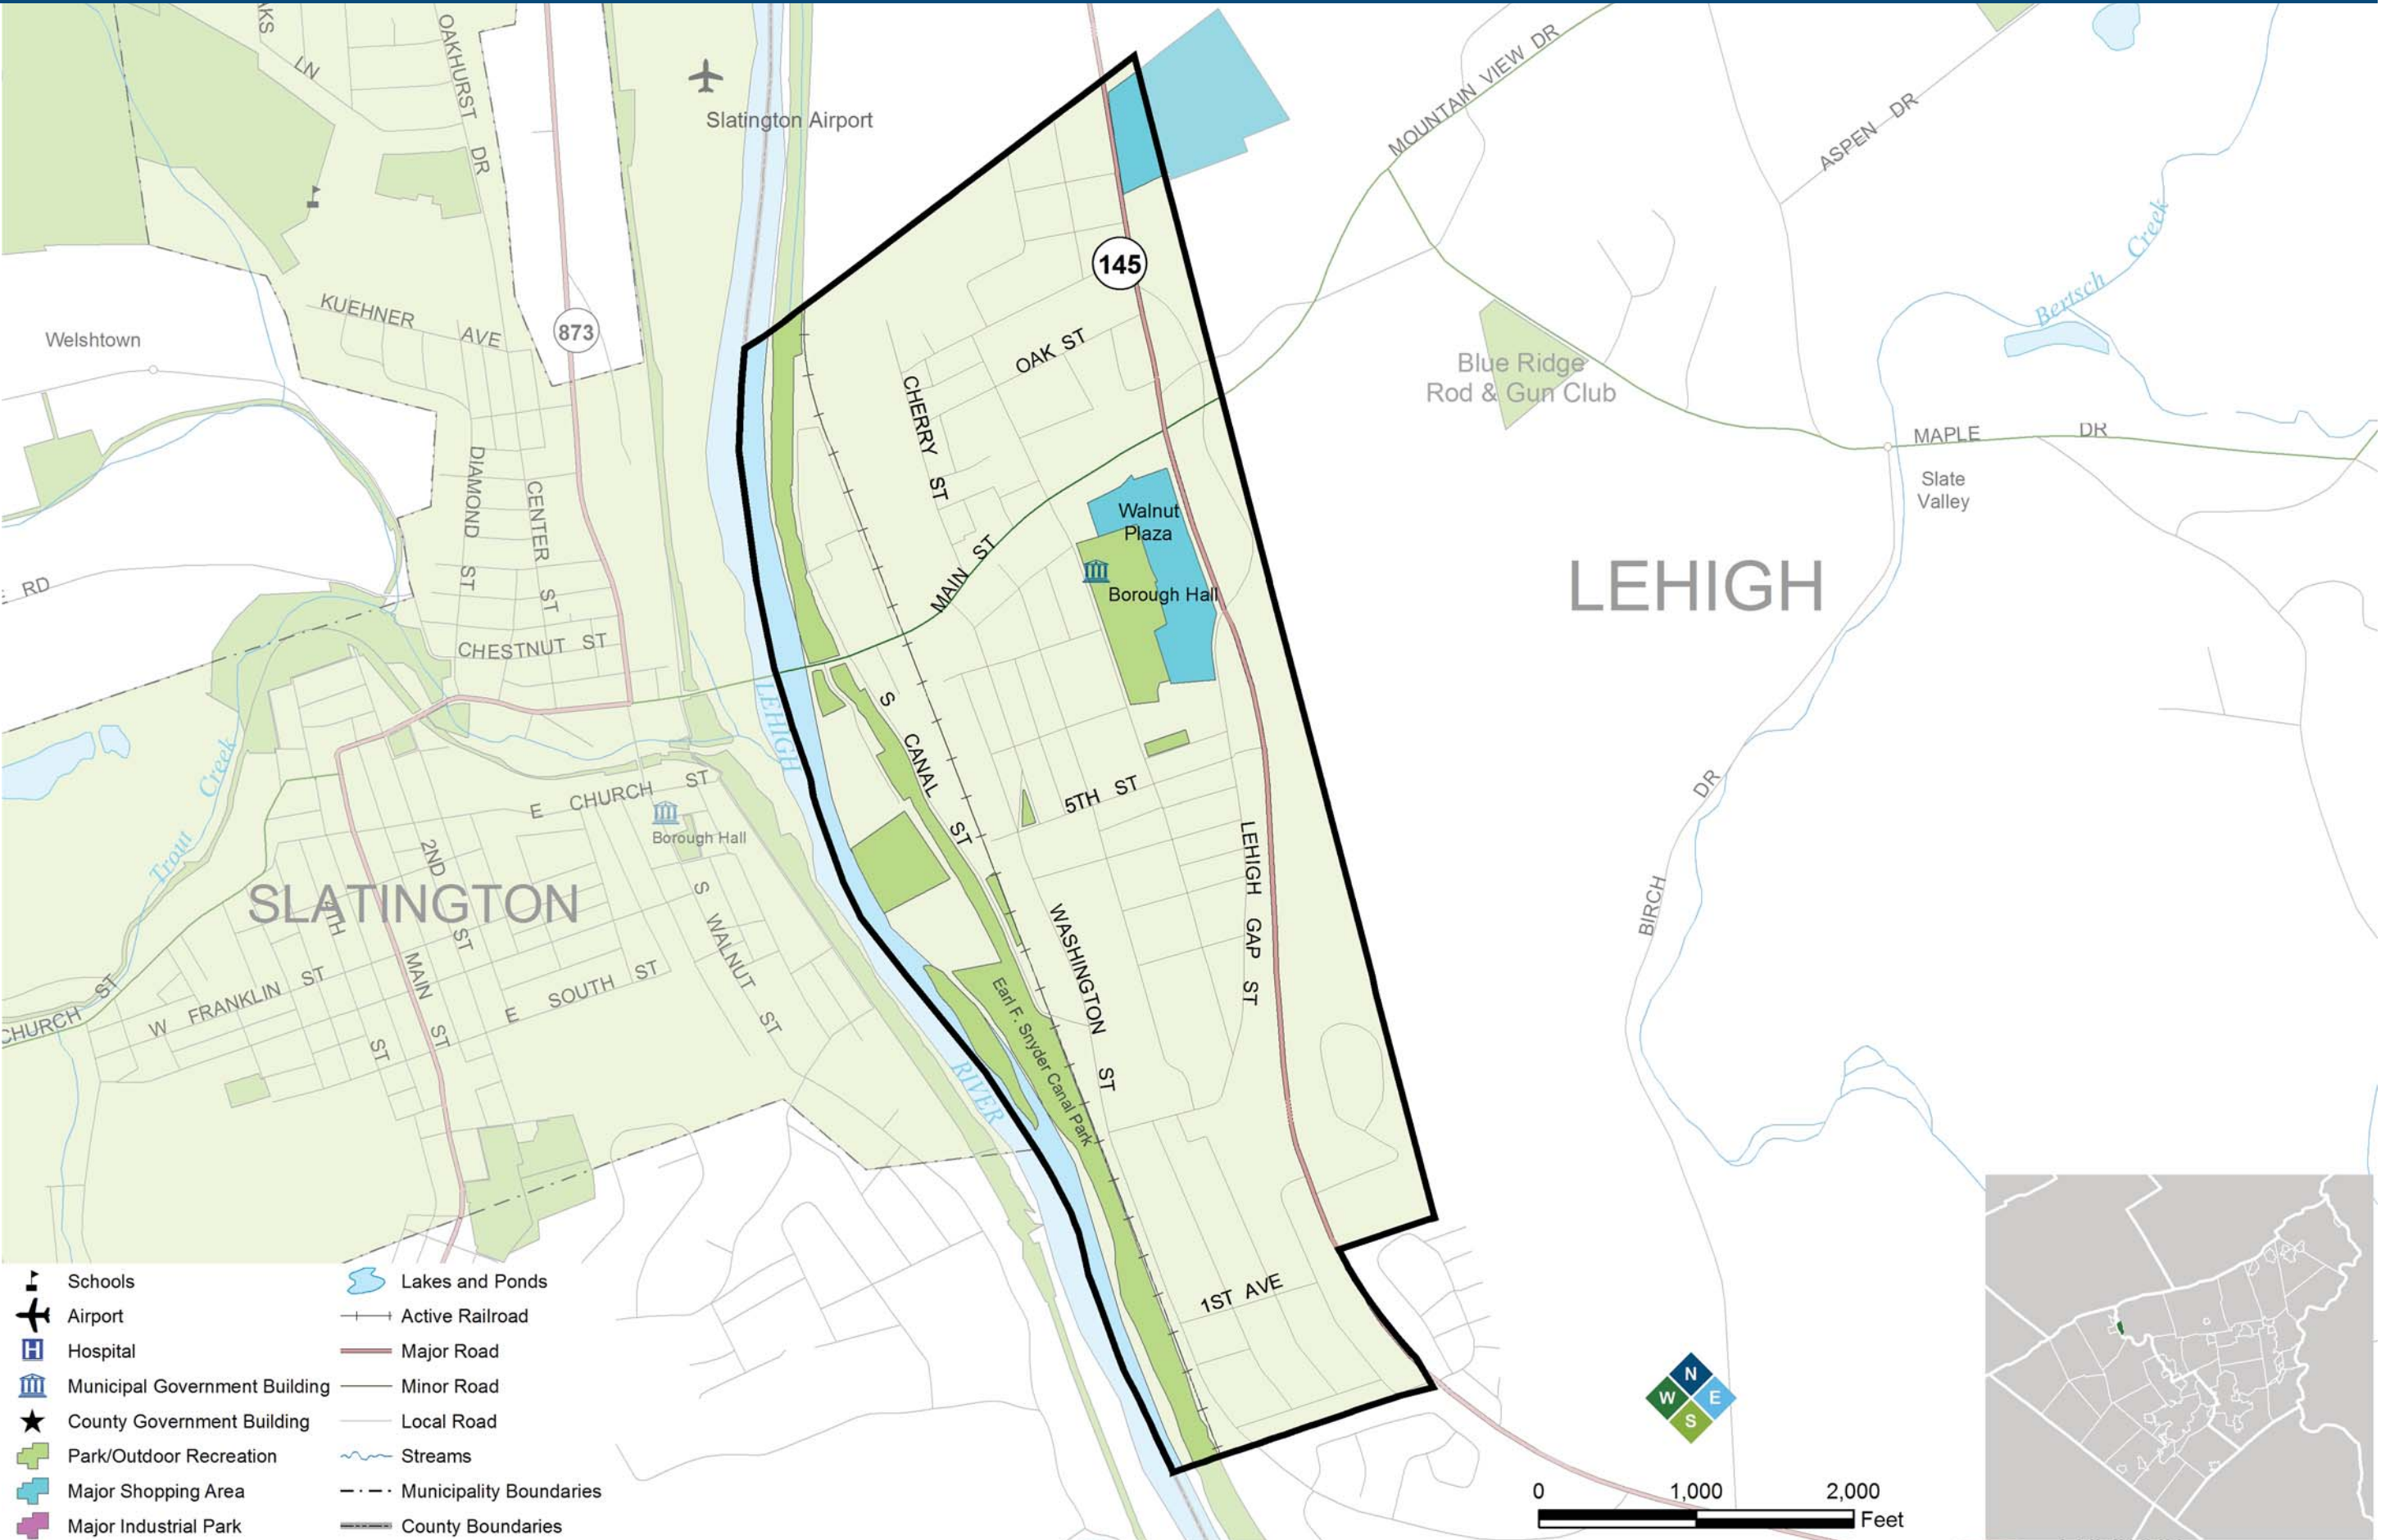 OAKHURST DR
LN
Slatington Airport
MOUNTAIN VIEW DR
ASPEN DR
Bertsch Creek
145
KUEHNER AVE
873
Welshtown
OAK ST
CHERRY ST
Blue Ridge
Rod & Gun Club
MAPLE DR
Slate
Valley
DIAMOND ST
CENTER ST
Walnut
Plaza
MAIN ST
Borough Hall
LEHIGH
RD
CHESTNUT ST
LEHIGH
S CANAL ST
Trout Creek
E CHURCH ST
Borough Hall
5TH ST
DR
BIRCH
2ND ST
SLATINGTON
4TH ST
S WALNUT ST
LEHIGH GAP ST
WASHINGTON ST
MAIN ST
E SOUTH ST
W FRANKLIN ST
CHURCH ST
Earl F. Snyder Canal Park
RIVER
1ST AVE
Schools
Airport
H Hospital
Municipal Government Building
County Government Building
Park/Outdoor Recreation
Major Shopping Area
Major Industrial Park
Lakes and Ponds
Active Railroad
Major Road
Minor Road
Local Road
Streams
Municipality Boundaries
County Boundaries
N
W E
S
0 1,000 2,000
Feet